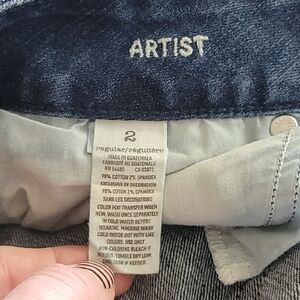 ARTIST
2
regular/régulière
MADE IN GUATEMALA
FABRIQUÉ AU GUATEMALA
RN 54485 CA 03873
98% COTTON 2% SPANDEX
EXCLUSIVE OF DECORATION
98% COTON 2% SPANDEX
SANS LES DÉCORATIONS
COLOR MAY TRANSFER WHEN
NEW. WASH ONCE SEPARATELY
IN COLD WATER BEFORE
WEARING. MACHINE WASH
COLD INSIDE OUT WITH LIKE
COLORS. USE ONLY
NON-CHLORINE BLEACH IF
NEEDED. TUMBLE DRY LOW.
IRON IF NEEDED.